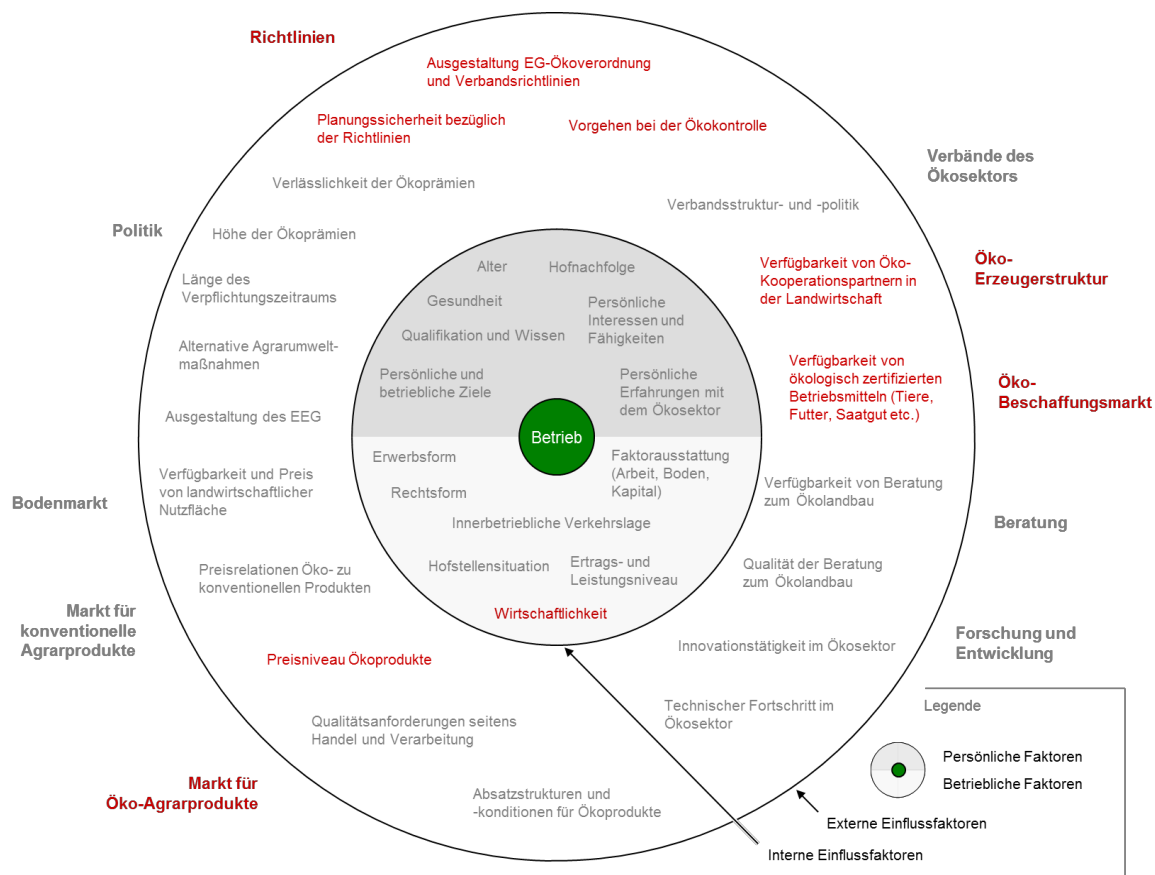 Richtlinien
Ausgestaltung EG-Ökoverordnung
und Verbandsrichtlinien
Planungssicherheit bezüglich
der Richtlinien
Vorgehen bei der Ökokontrolle
Verbände des
Ökosektors
Verlässlichkeit der Ökoprämien
Verbandsstruktur- und -politik
Politik
Höhe der Ökoprämien
Länge des
Verpflichtungszeitraums
Alternative Agrarumwelt-
maßnahmen
Ausgestaltung des EEG
Alter
Hofnachfolge
Gesundheit
Persönliche
Interessen und
Fähigkeiten
Qualifikation und Wissen
Persönliche und
betriebliche Ziele
Persönliche
Erfahrungen mit
dem Ökosektor
Verfügbarkeit von Öko-
Kooperationspartnern in
der Landwirtschaft
Öko-
Erzeugerstruktur
Verfügbarkeit von
ökologisch zertifizierten
Betriebsmitteln (Tiere,
Futter, Saatgut etc.)
Öko-
Beschaffungsmarkt
Betrieb
Erwerbsform
Faktorausstattung
(Arbeit, Boden,
Kapital)
Rechtsform
Innerbetriebliche Verkehrslage
Hofstellensituation
Ertrags- und
Leistungsniveau
Wirtschaftlichkeit
Bodenmarkt
Verfügbarkeit und Preis
von landwirtschaftlicher
Nutzfläche
Verfügbarkeit von Beratung
zum Ökolandbau
Beratung
Qualität der Beratung
zum Ökolandbau
Preisrelationen Öko- zu
konventionellen Produkten
Markt für
konventionelle
Agrarprodukte
Preisniveau Ökoprodukte
Innovationstätigkeit im Ökosektor
Forschung und
Entwicklung
Technischer Fortschritt im
Ökosektor
Qualitätsanforderungen seitens
Handel und Verarbeitung
Markt für
Öko-Agrarprodukte
Absatzstrukturen und
-konditionen für Ökoprodukte
Legende
Persönliche Faktoren
Betriebliche Faktoren
Externe Einflussfaktoren
Interne Einflussfaktoren